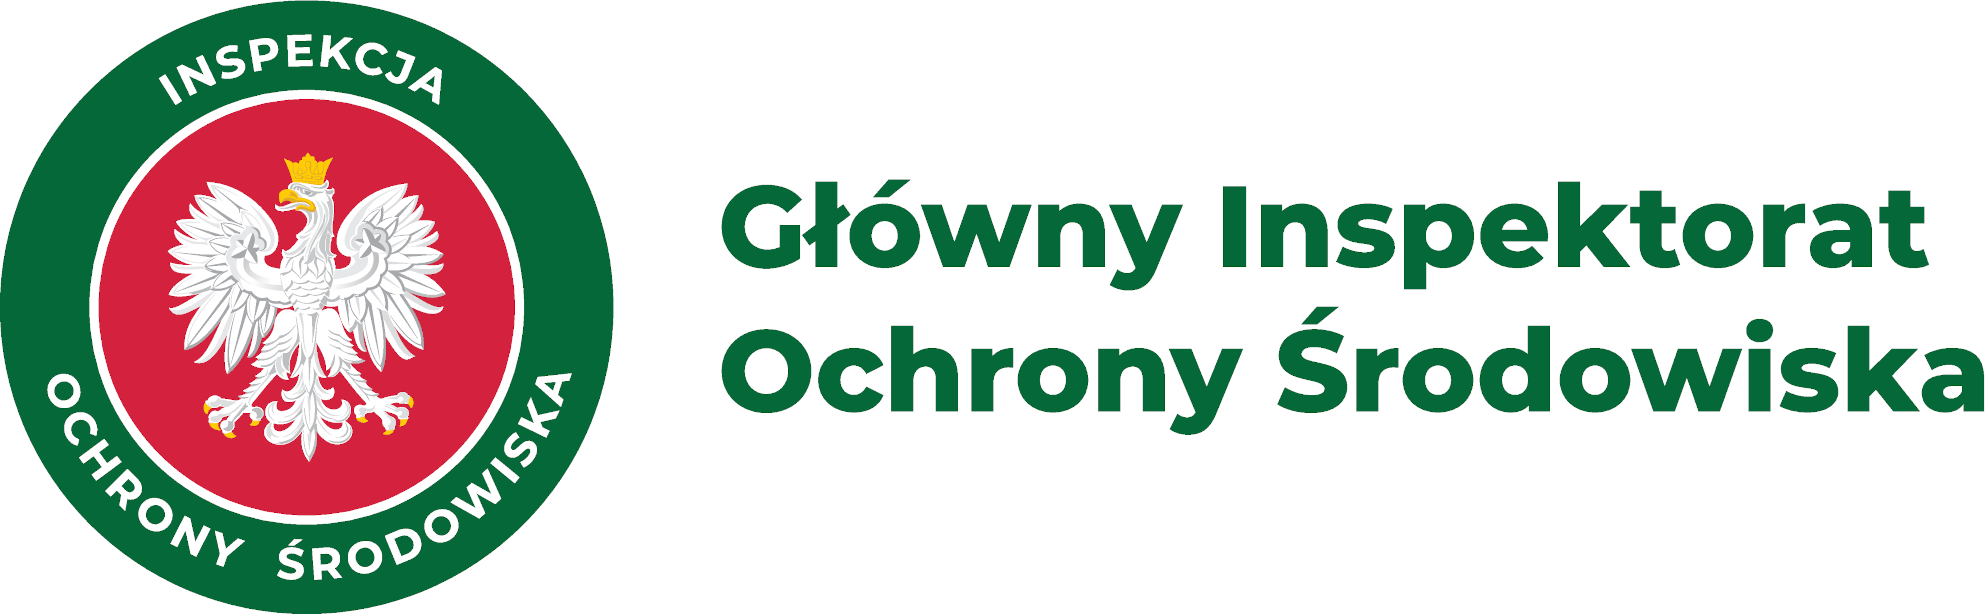 INSPEKCJA
OCHRONY ŚRODOWISKA
Główny Inspektorat
Ochrony Środowiska